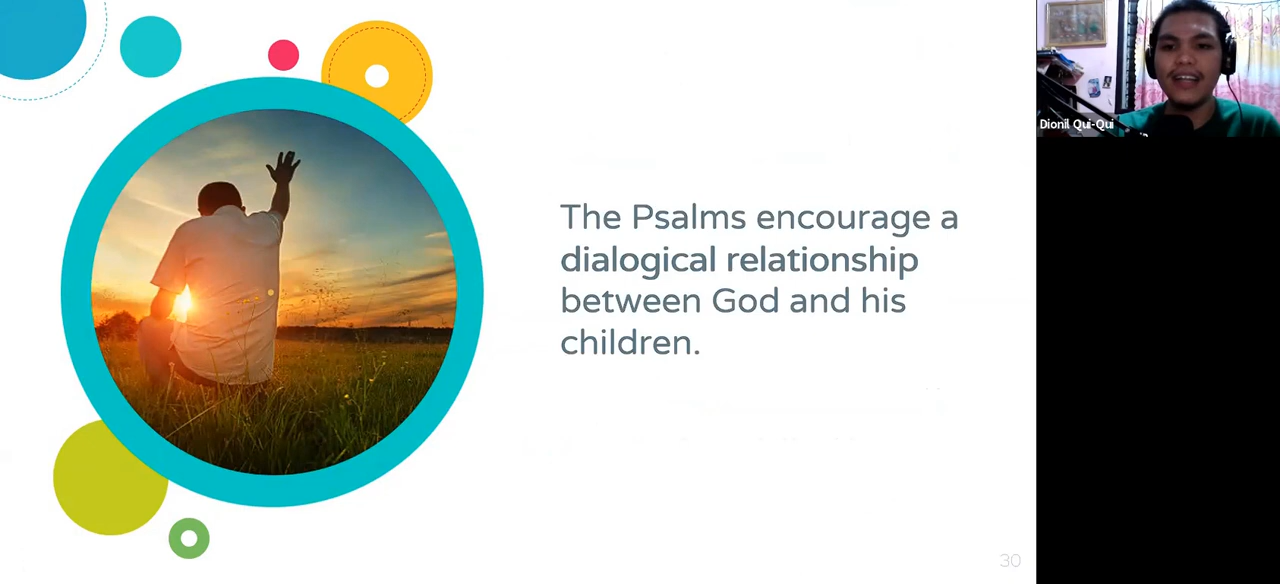 The Psalms encourage a
dialogical relationship
between God and his
children.
Dionil Qui-Qui
30